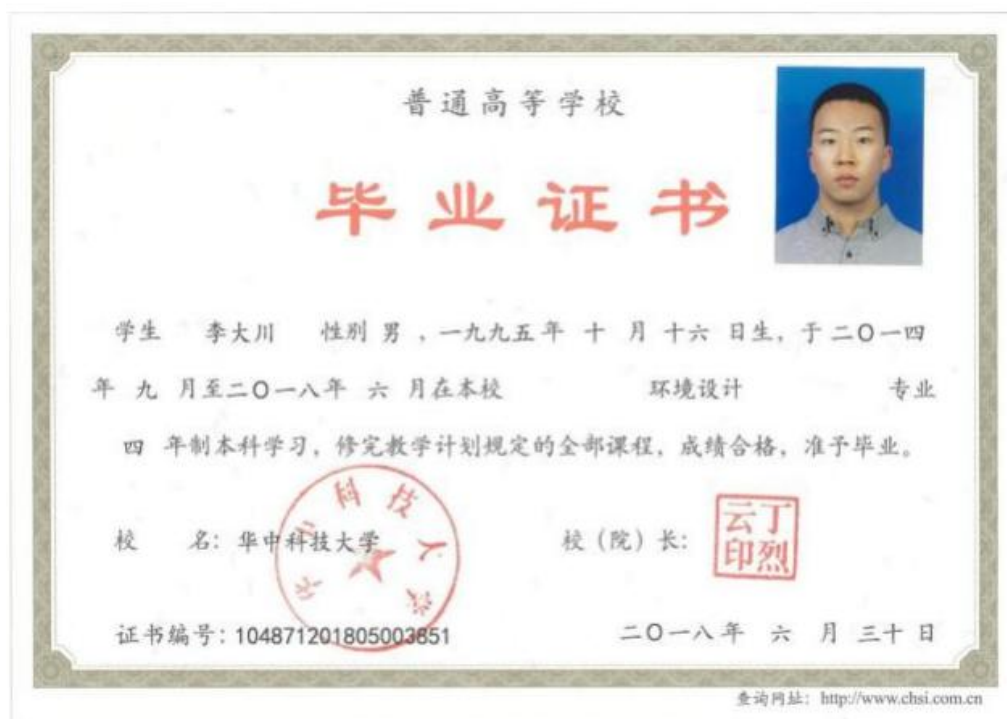 普通高等学校
毕业证书
学生 李大川 性别 男 ，一九九五年 十 月 十六 日生，于二〇一四
年 九 月至二〇一八年 六 月在本校 环境设计 专业
四 年制本科学习，修完教学计划规定的全部课程，成绩合格，准予毕业。
校 名：华中科技大学
校（院）长：
丁烈云印
证书编号：104871201805003851
二〇一八年 六 月 三十 日
查询网址：http://www.chsi.com.cn